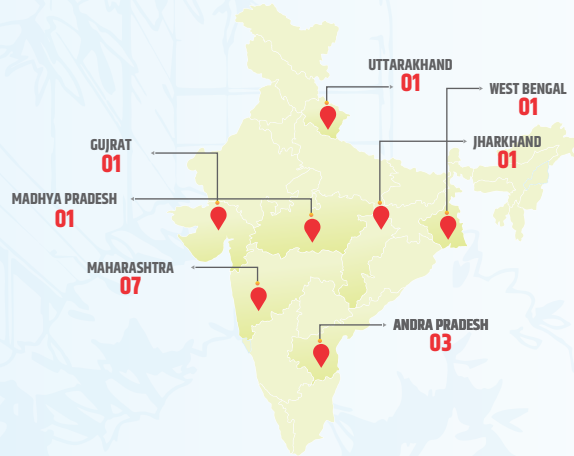 UTTARAKHAND
01
WEST BENGAL
01
GUJRAT
01
JHARKHAND
01
MADHYA PRADESH
01
MAHARASHTRA
07
ANDRA PRADESH
03